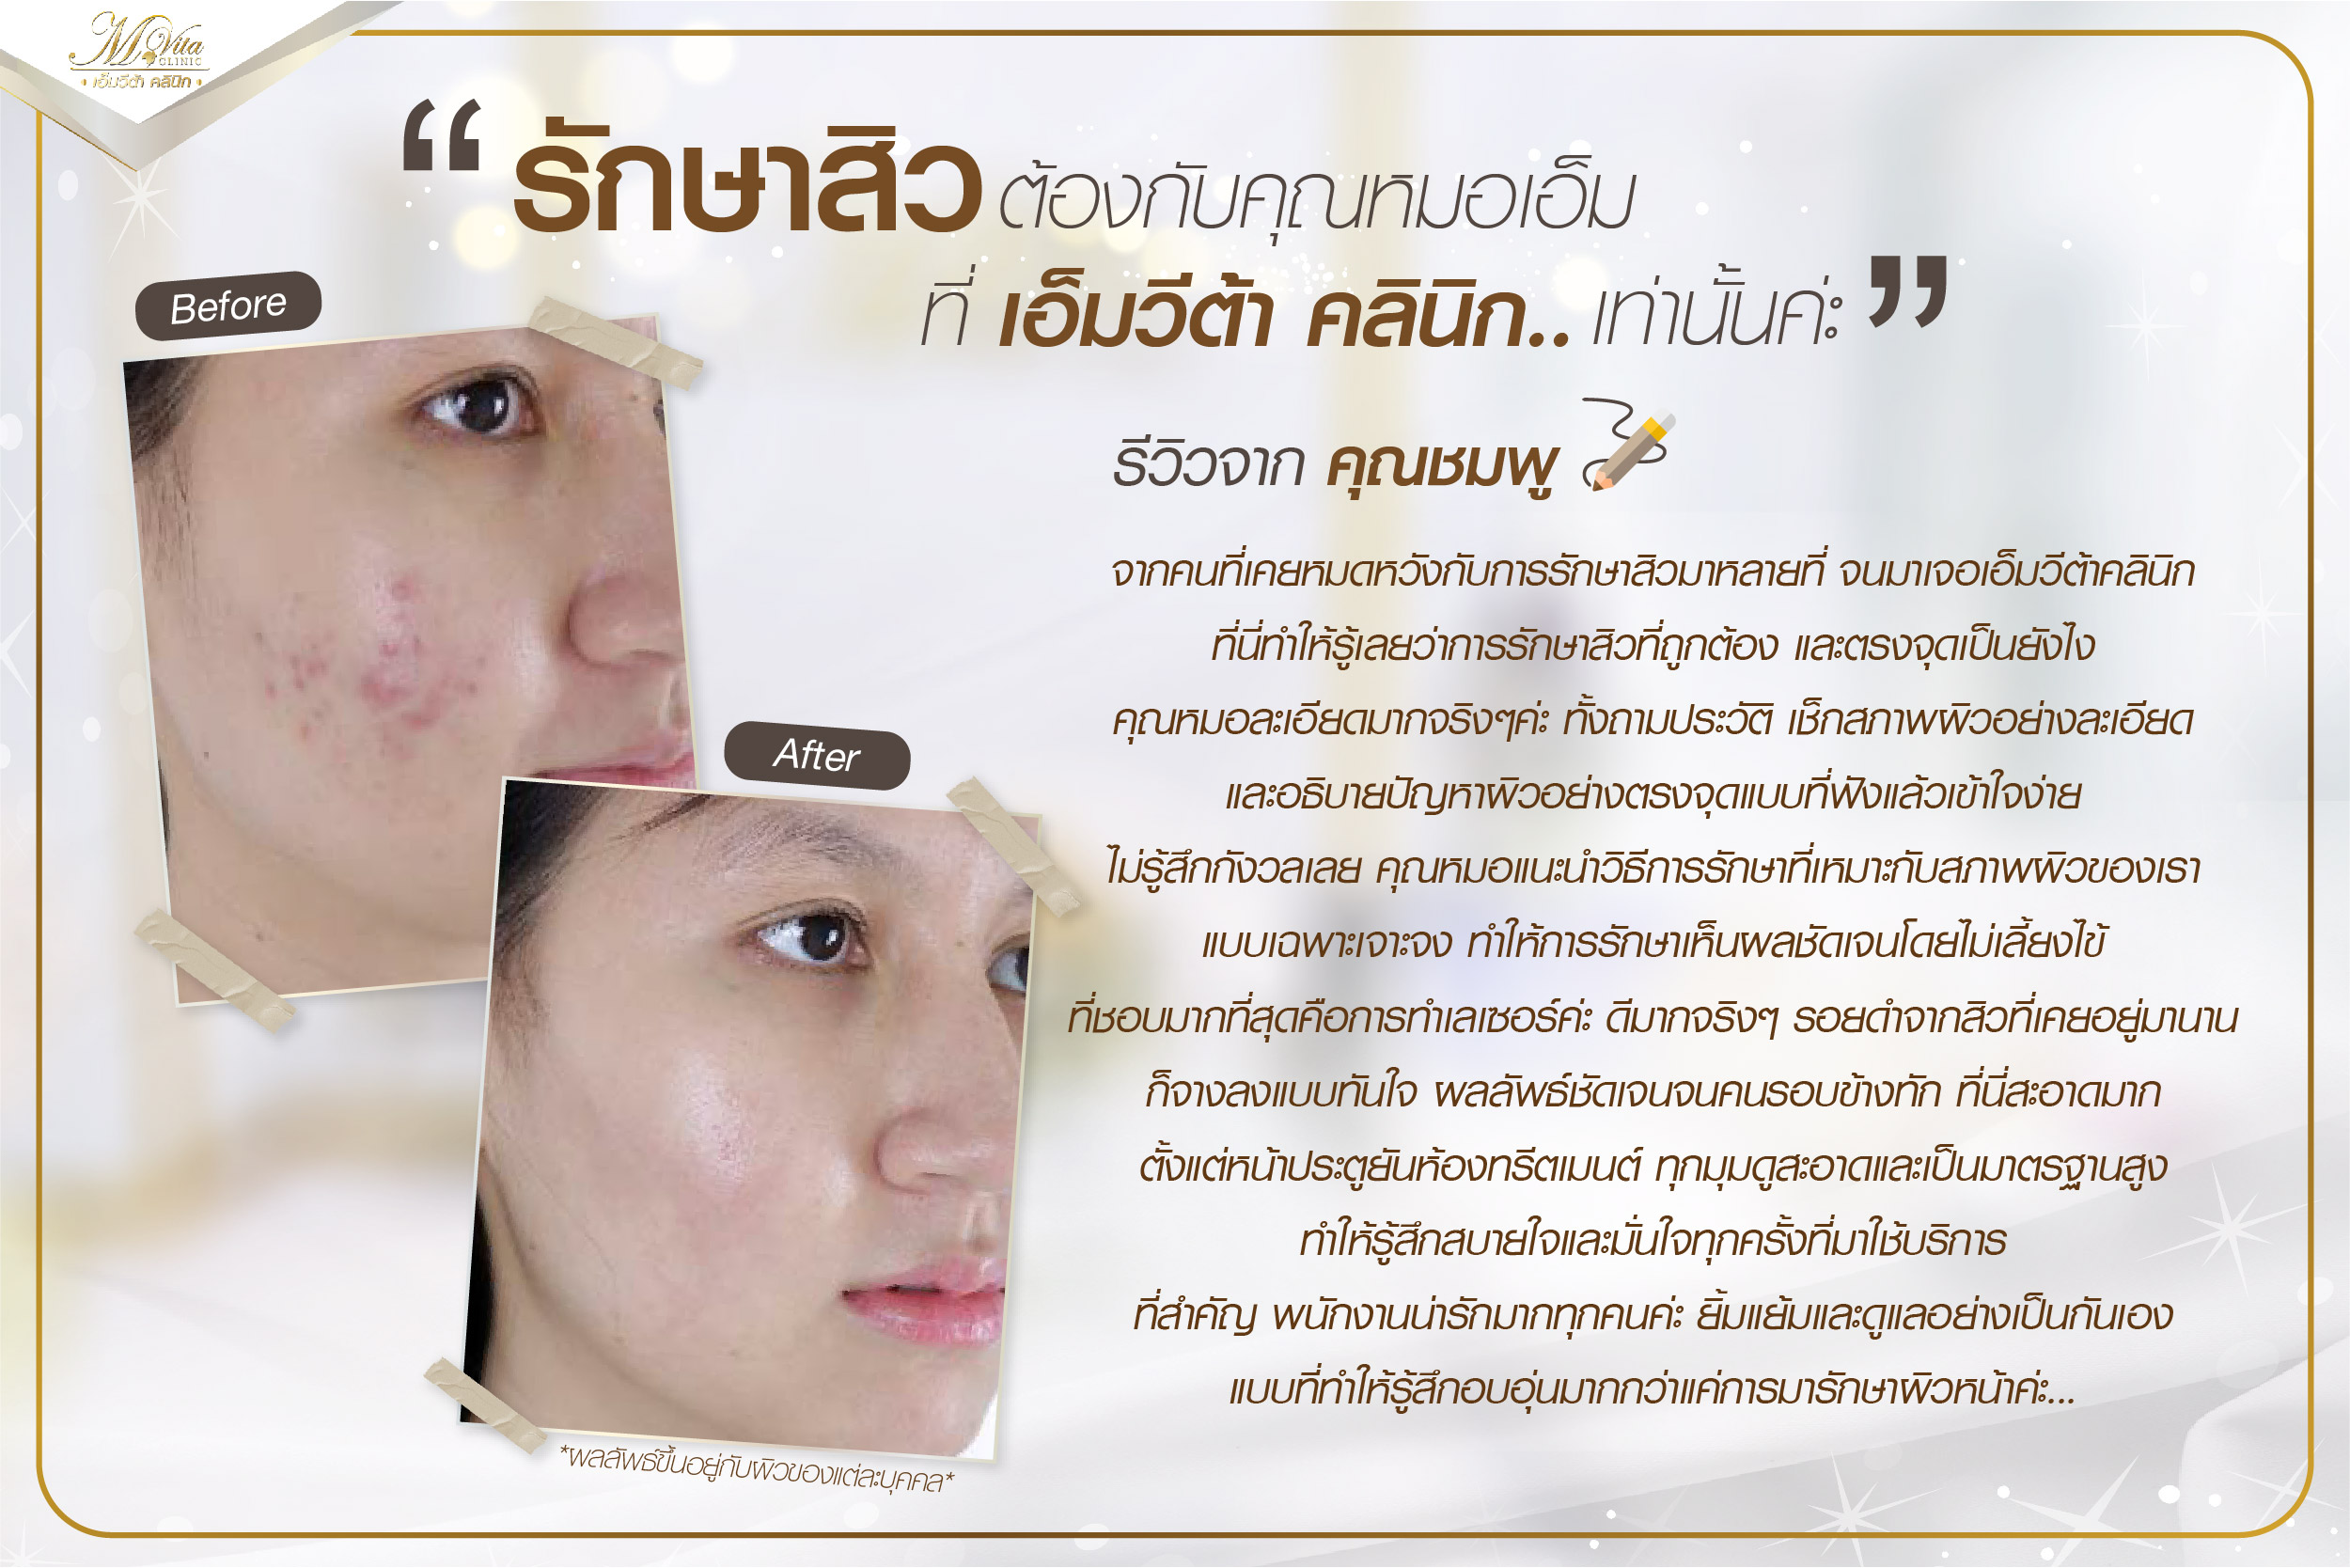 M Vita
CLINIC
• เอ็มวีต้า คลินิก •
“ รักษาสิว ต้องกับคุณหมอเอ็ม
ที่ เอ็มวีต้า คลินิก.. เท่านั้นค่ะ ”
Before
รีวิวจาก คุณชมพู
จากคนที่เคยหมดหวังกับการรักษาสิวมาหลายที่ จนมาเจอเอ็มวีต้าคลินิก
ที่นี่ทำให้รู้เลยว่าการรักษาสิวที่ถูกต้อง และตรงจุดเป็นยังไง
คุณหมอละเอียดมากจริงๆค่ะ ทั้งถามประวัติ เช็กสภาพผิวอย่างละเอียด
และอธิบายปัญหาผิวอย่างตรงจุดแบบที่ฟังแล้วเข้าใจง่าย
ไม่รู้สึกกังวลเลย คุณหมอแนะนำวิธีการรักษาที่เหมาะกับสภาพผิวของเรา
แบบเฉพาะเจาะจง ทำให้การรักษาเห็นผลชัดเจนโดยไม่เลี้ยงไข้
ที่ชอบมากที่สุดคือการทำเลเซอร์ค่ะ ดีมากจริงๆ รอยดำจากสิวที่เคยอยู่มานาน
ก็จางลงแบบทันใจ ผลลัพธ์ชัดเจนจนคนรอบข้างทัก ที่นี่สะอาดมาก
ตั้งแต่หน้าประตูยันห้องทรีตเมนต์ ทุกมุมดูสะอาดและเป็นมาตรฐานสูง
ทำให้รู้สึกสบายใจและมั่นใจทุกครั้งที่มาใช้บริการ
ที่สำคัญ พนักงานน่ารักมากทุกคนค่ะ ยิ้มแย้มและดูแลอย่างเป็นกันเอง
แบบที่ทำให้รู้สึกอบอุ่นมากกว่าแค่การมารักษาผิวหน้าค่ะ...
After
*ผลลัพธ์ขึ้นอยู่กับผิวของแต่ละบุคคล*